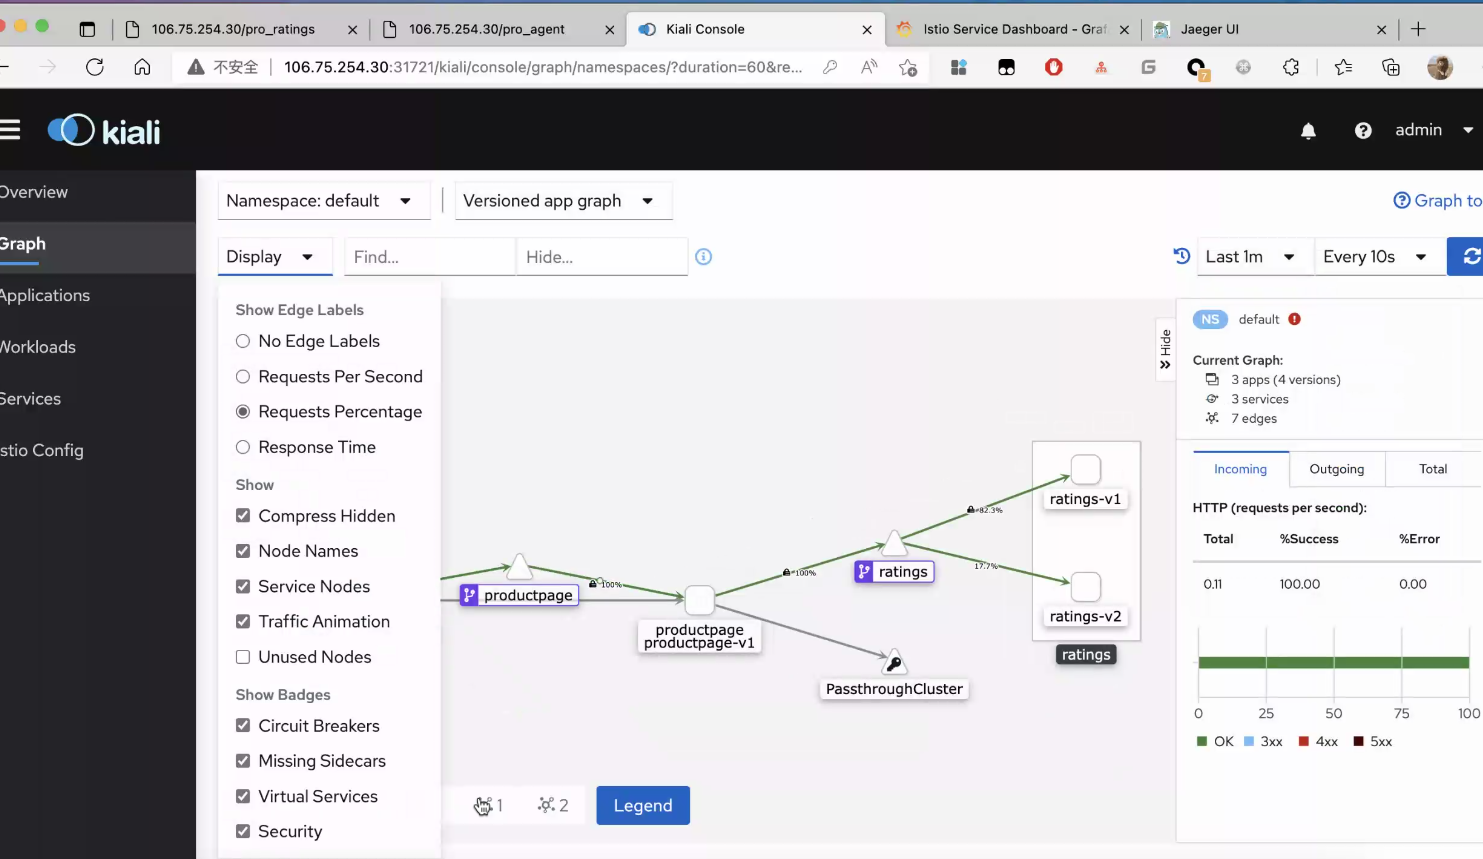 106.75.254.30/pro_ratings
106.75.254.30/pro_agent
Kiali Console
Istio Service Dashboard - Graf
Jaeger UI
不安全
106.75.254.30:31721/kiali/console/graph/namespaces/?duration=60&re...
7
kiali
admin
Overview
Graph
Applications
Workloads
Services
stio Config
Namespace: default
Versioned app graph
Graph to
Display
Find...
Hide...
Last 1m
Every 10s
Show Edge Labels
No Edge Labels
Requests Per Second
Requests Percentage
Response Time
Show
Compress Hidden
Node Names
Service Nodes
Traffic Animation
Unused Nodes
Show Badges
Circuit Breakers
Missing Sidecars
Virtual Services
Security
productpage
100%
productpage
productpage-v1
100%
ratings
82.3%
17.7%
ratings-v1
ratings-v2
ratings
PassthroughCluster
1
2
Legend
Hide
NS default
Current Graph:
3 apps (4 versions)
3 services
7 edges
Incoming Outgoing Total
HTTP (requests per second):
Total %Success %Error
0.11 100.00 0.00
0 25 50 75 100
OK 3xx 4xx 5xx